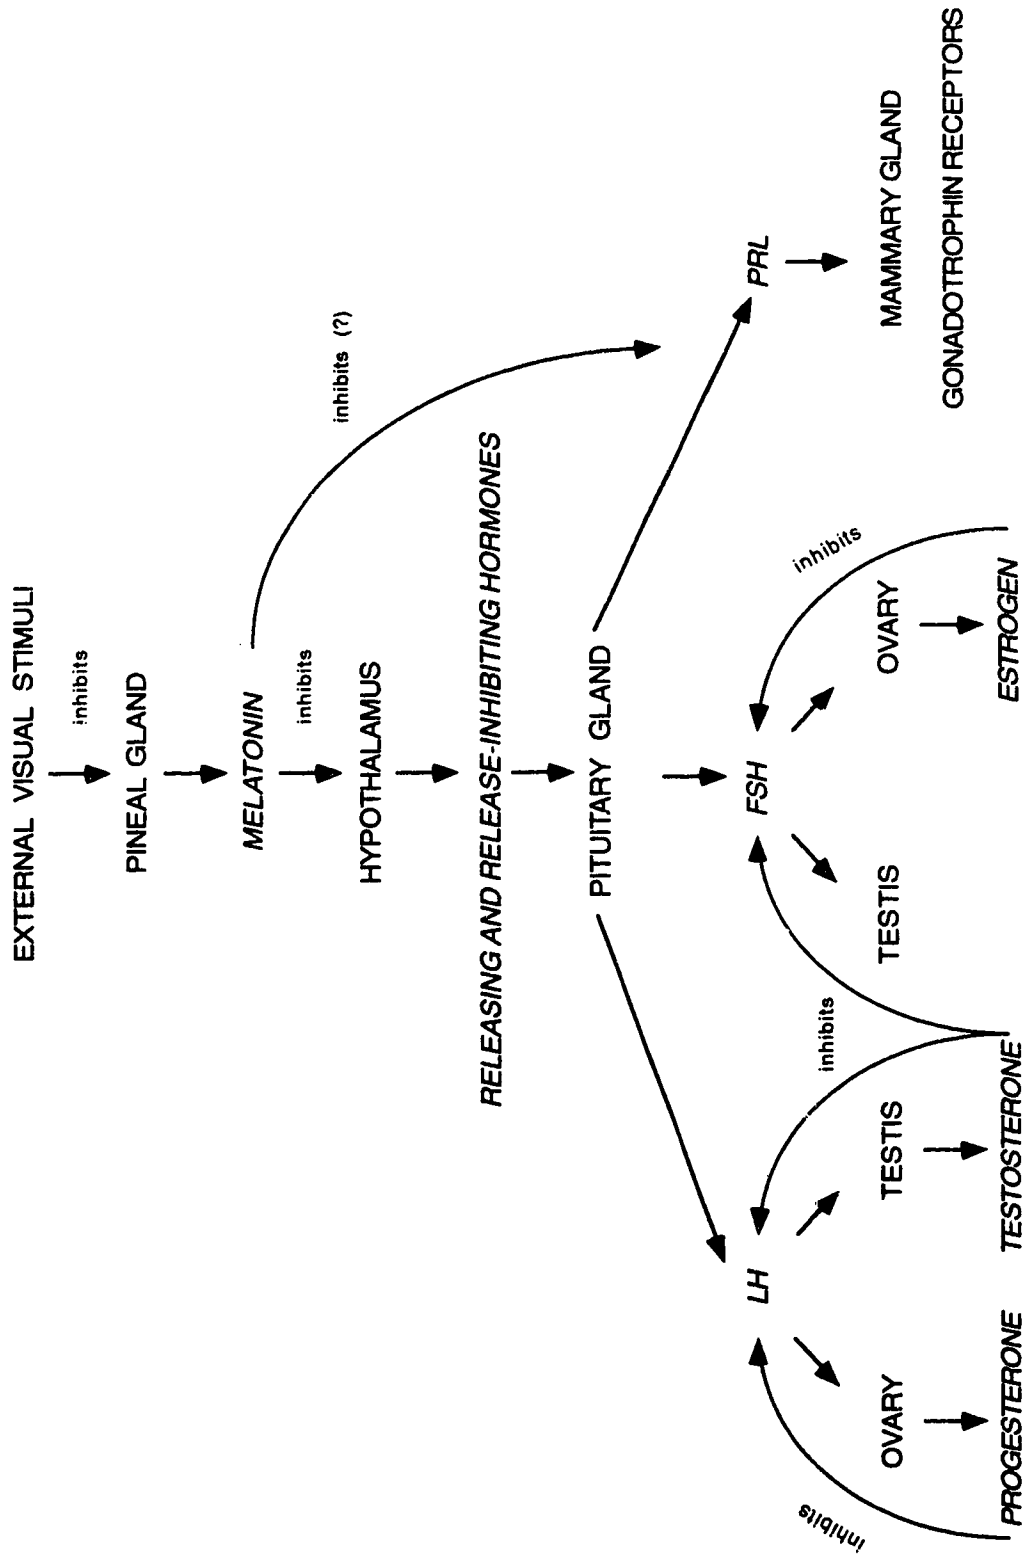 EXTERNAL VISUAL STIMULI
inhibits
PINEAL GLAND
MELATONIN
inhibits
inhibits (?)
HYPOTHALAMUS
RELEASING AND RELEASE-INHIBITING HORMONES
PITUITARY GLAND
LH
FSH
PRL
inhibits
inhibits
inhibits
OVARY
TESTIS
TESTIS
OVARY
MAMMARY GLAND
GONADOTROPHIN RECEPTORS
PROGESTERONE
TESTOSTERONE
ESTROGEN